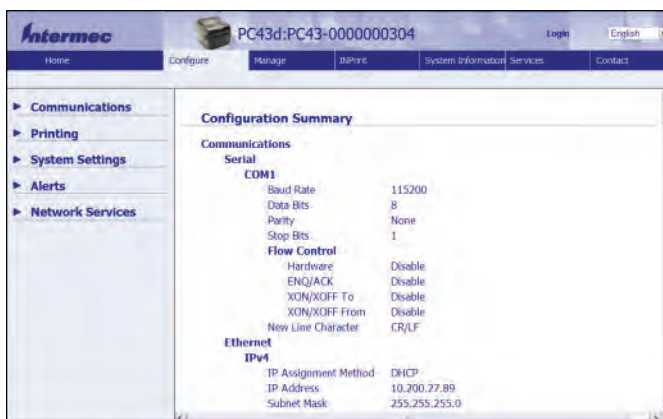 Intermec PC43d:PC43-0000000304 Login English
Home Configure Manage INPrint System Information Services Contact
Communications
Printing
System Settings
Alerts
Network Services
Configuration Summary
Communications
Serial
COM1
Baud Rate 115200
Data Bits 8
Parity None
Stop Bits 1
Flow Control
Hardware Disable
ENQ/ACK Disable
XON/XOFF To Disable
XON/XOFF From Disable
New Line Character CR/LF
Ethernet
IPv4
IP Assignment Method DHCP
IP Address 10.200.27.89
Subnet Mask 255.255.255.0